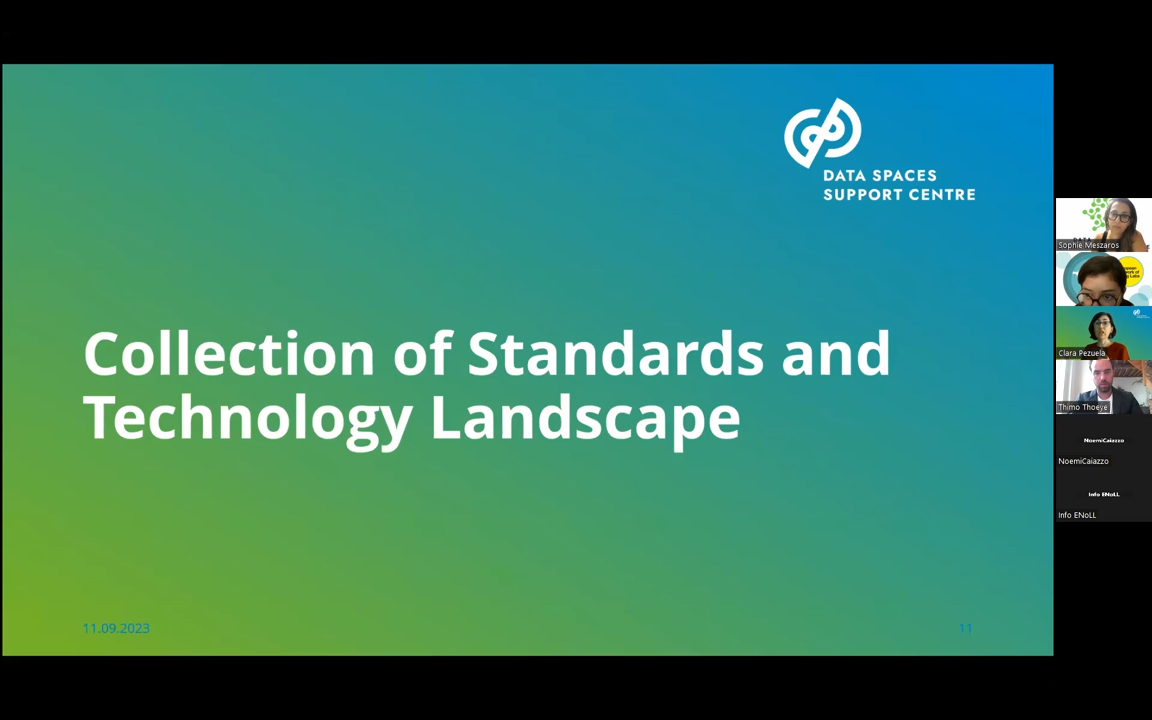 DATA SPACES
SUPPORT CENTRE
Collection of Standards and
Technology Landscape
11.09.2023
11
Sophie Meszaros
Clara Pezuela
Thimo Thoeye
NoemiCaiazzo
NoemiCaiazzo
Info ENoLL
Info ENoLL